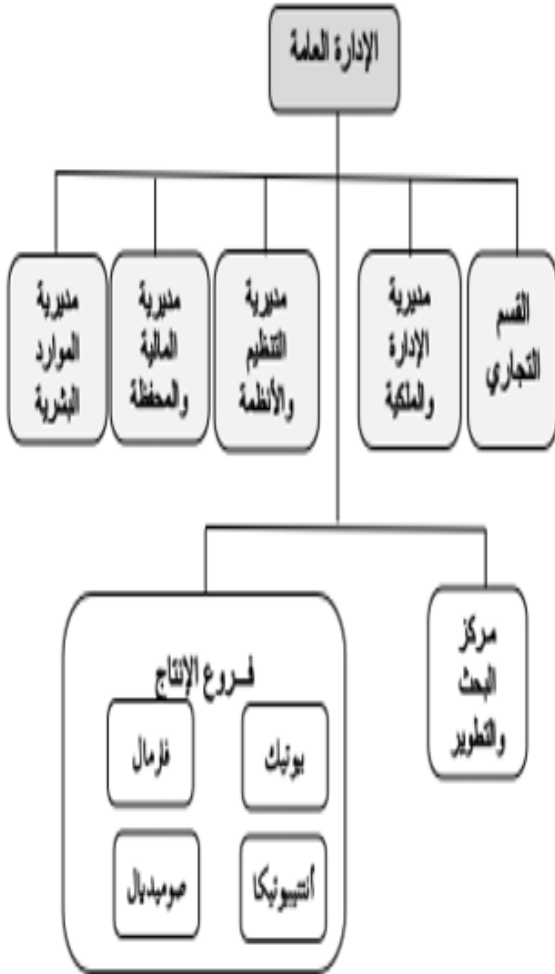 الإدارة العامة
القسم
التجاري
مديرية
الإدارة
والملكية
مديرية
التنظيم
والأنظمة
مديرية
المالية
والمحفظة
مديرية
الموارد
البشرية
مركز
البحث
والتطوير
فروع الإنتاج
بيوتيك
فارمال
أنتيبيوتيكا
صوميديال